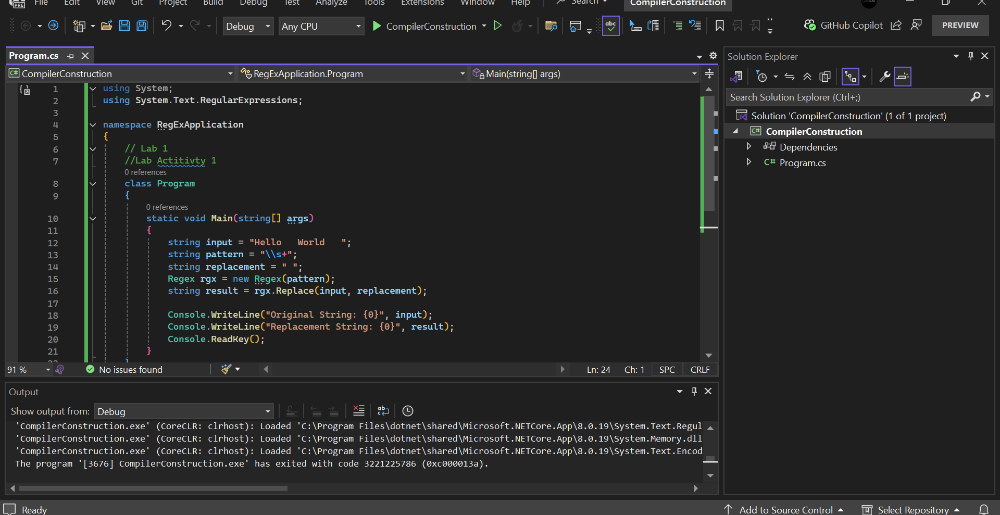 PRE File Edit View Git Project Build Debug Test Analyze Tools Extensions Window Help Search CompilerConstruction
Debug Any CPU CompilerConstruction abc GitHub Copilot PREVIEW
Program.cs
C# CompilerConstruction RegExApplication.Program Main(string[] args)
1 using System;
2 using System.Text.RegularExpressions;
3
4 namespace RegExApplication
5 {
6 // Lab 1
7 //Lab Actitivty 1
0 references
8 class Program
9 {
0 references
10 static void Main(string[] args)
11 {
12 string input = "Hello   World   ";
13 string pattern = "\\s+";
14 string replacement = " ";
15 Regex rgx = new Regex(pattern);
16 string result = rgx.Replace(input, replacement);
17
18 Console.WriteLine("Original String: {0}", input);
19 Console.WriteLine("Replacement String: {0}", result);
20 Console.ReadKey();
21 }
22 }
91 % No issues found Ln: 24 Ch: 1 SPC CRLF
Output
Show output from: Debug
'CompilerConstruction.exe' (CoreCLR: clrhost): Loaded 'C:\Program Files\dotnet\shared\Microsoft.NETCore.App\8.0.19\System.Text.Regul
'CompilerConstruction.exe' (CoreCLR: clrhost): Loaded 'C:\Program Files\dotnet\shared\Microsoft.NETCore.App\8.0.19\System.Memory.dll
'CompilerConstruction.exe' (CoreCLR: clrhost): Loaded 'C:\Program Files\dotnet\shared\Microsoft.NETCore.App\8.0.19\System.Text.Encod
The program '[3676] CompilerConstruction.exe' has exited with code 3221225786 (0xc000013a).
Solution Explorer
Search Solution Explorer (Ctrl+;)
Solution 'CompilerConstruction' (1 of 1 project)
C# CompilerConstruction
Dependencies
C# Program.cs
Ready Add to Source Control Select Repository